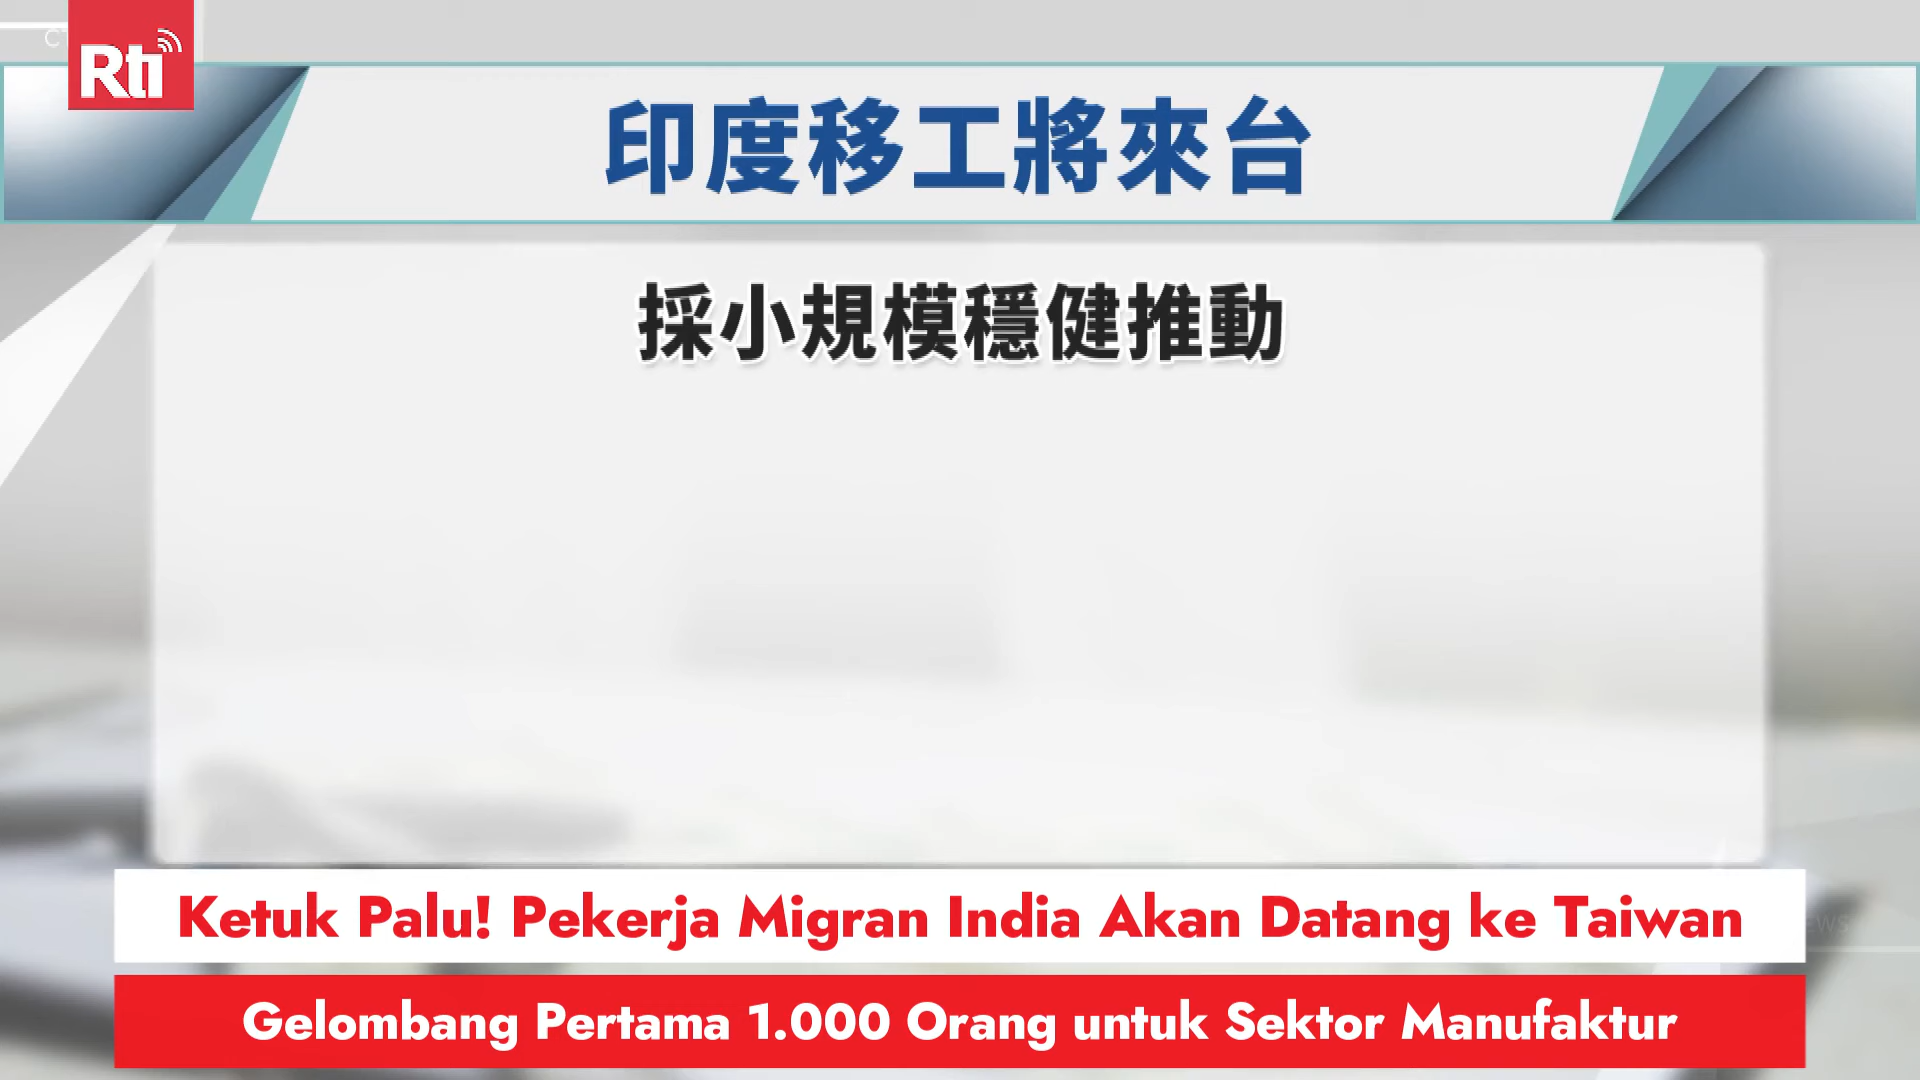 Rti
印度移工將來台
採小規模穩健推動
Ketuk Palu! Pekerja Migran India Akan Datang ke Taiwan
Gelombang Pertama 1.000 Orang untuk Sektor Manufaktur